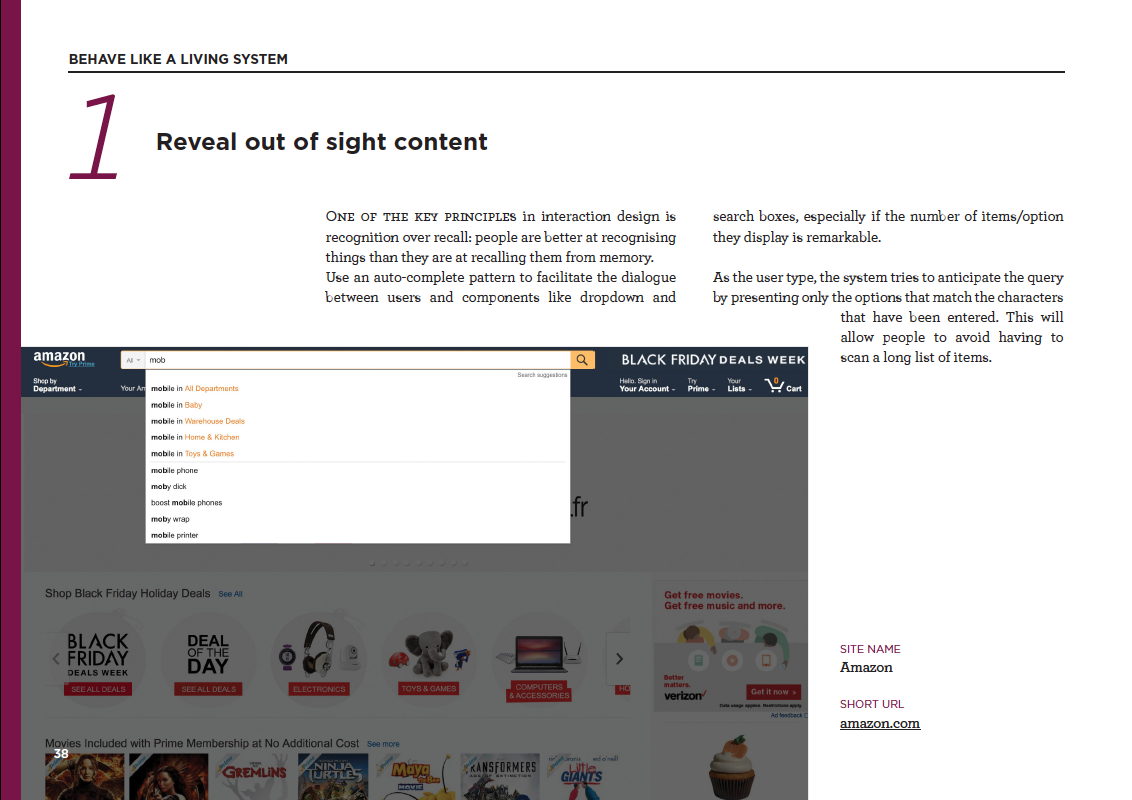 BEHAVE LIKE A LIVING SYSTEM
1
Reveal out of sight content
ONE OF THE KEY PRINCIPLES in interaction design is
recognition over recall: people are better at recognising
things than they are at recalling them from memory.
Use an auto-complete pattern to facilitate the dialogue
between users and components like dropdown and
search boxes, especially if the number of items/option
they display is remarkable.
As the user type, the system tries to anticipate the query
by presenting only the options that match the characters
that have been entered. This will
allow people to avoid having to
scan a long list of items.
amazon
Try Prime
All
mob
BLACK FRIDAY DEALS WEEK
Shop by
Department
Your Am
Hello. Sign in
Your Account
Try
Prime
Your
Lists
0
Cart
Search suggestions
mobile in All Departments
mobile in Baby
mobile in Warehouse Deals
mobile in Home & Kitchen
mobile in Toys & Games
mobile phone
moby dick
boost mobile phones
moby wrap
mobile printer
.fr
Shop Black Friday Holiday Deals See All
BLACK
FRIDAY
DEALS WEEK
SEE ALL DEALS
DEAL
OF THE
DAY
SEE ALL DEALS
ELECTRONICS
TOYS & GAMES
COMPUTERS
& ACCESSORIES
HO
Get free movies.
Get free music and more.
Better
matters.
verizon
Get it now
Data usage applies. Restrictions apply.
Ad feedback
Movies Included with Prime Membership at No Additional Cost See more
38
GREMLINS
NINJA
TURTLES
Maya
the Bee
MOVIE
TRANSFORMERS
AGE OF EXTINCTION
Little
GIANTS
SITE NAME
Amazon
SHORT URL
amazon.com